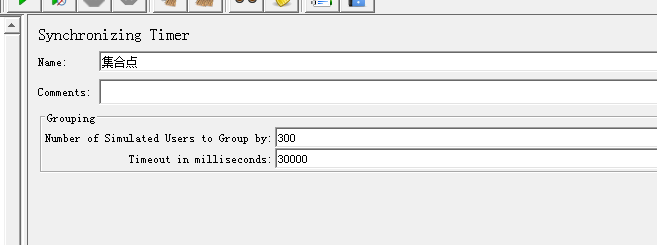 Synchronizing Timer
Name: 集合点
Comments:
Grouping
Number of Simulated Users to Group by: 300
Timeout in milliseconds: 30000